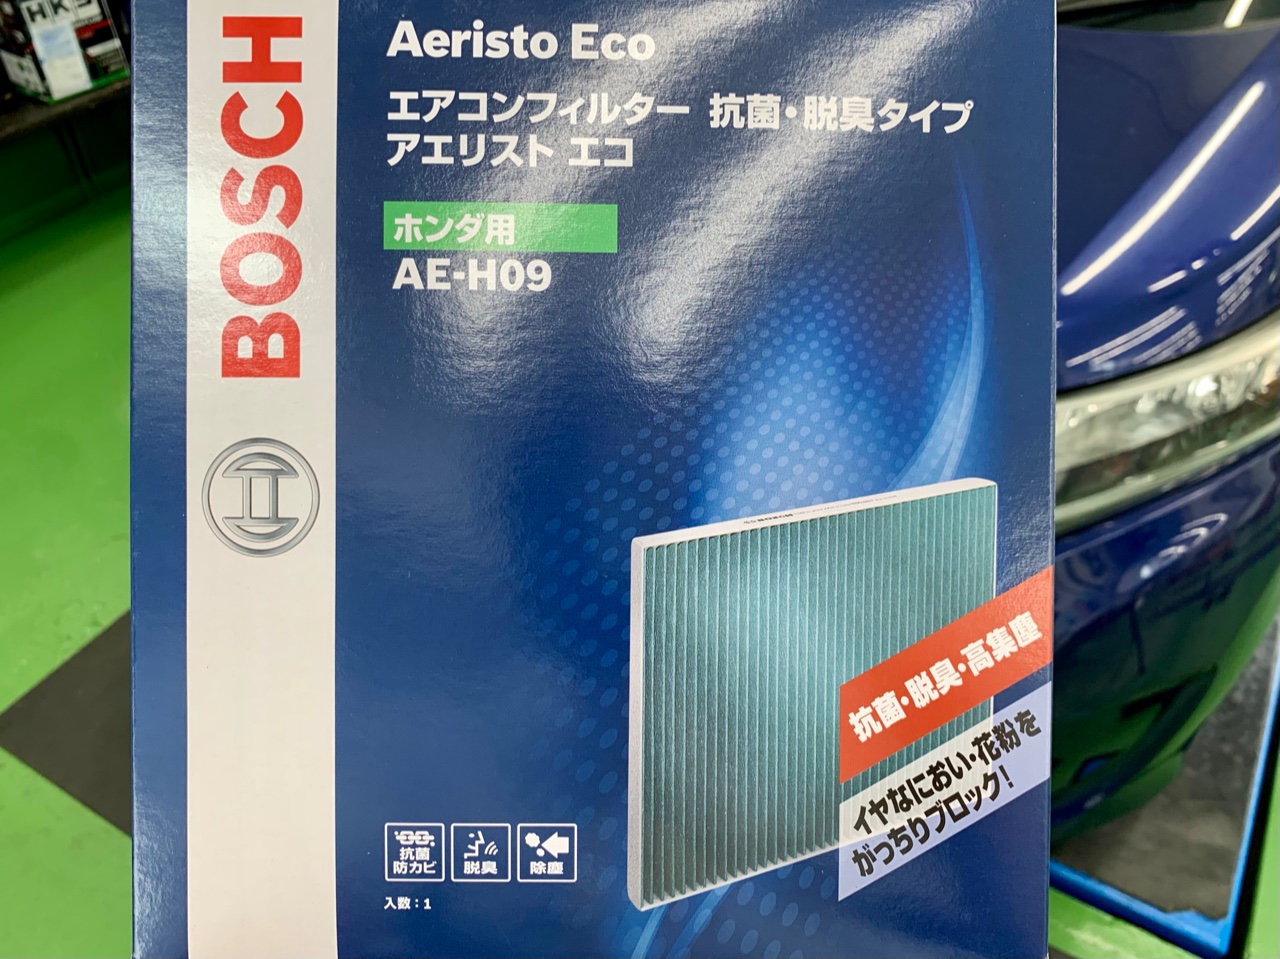 HKS
BOSCH
Aeristo Eco
エアコンフィルター 抗菌・脱臭タイプ
アエリスト エコ
ホンダ用
AE-H09
抗菌・脱臭・高集塵
イヤなにおい・花粉を
がっちりブロック!
抗菌
防カビ
脱臭
除塵
入数：1